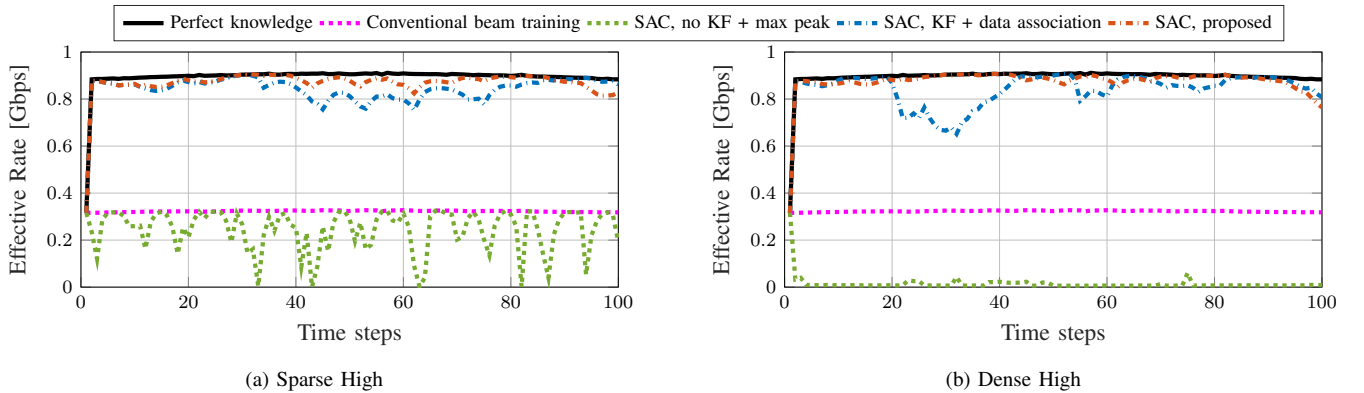 Perfect knowledge Conventional beam training SAC, no KF + max peak SAC, KF + data association SAC, proposed
1
0.8
0.6
0.4
0.2
0
Effective Rate [Gbps]
0 20 40 60 80 100
Time steps
(a) Sparse High
1
0.8
0.6
0.4
0.2
0
Effective Rate [Gbps]
0 20 40 60 80 100
Time steps
(b) Dense High